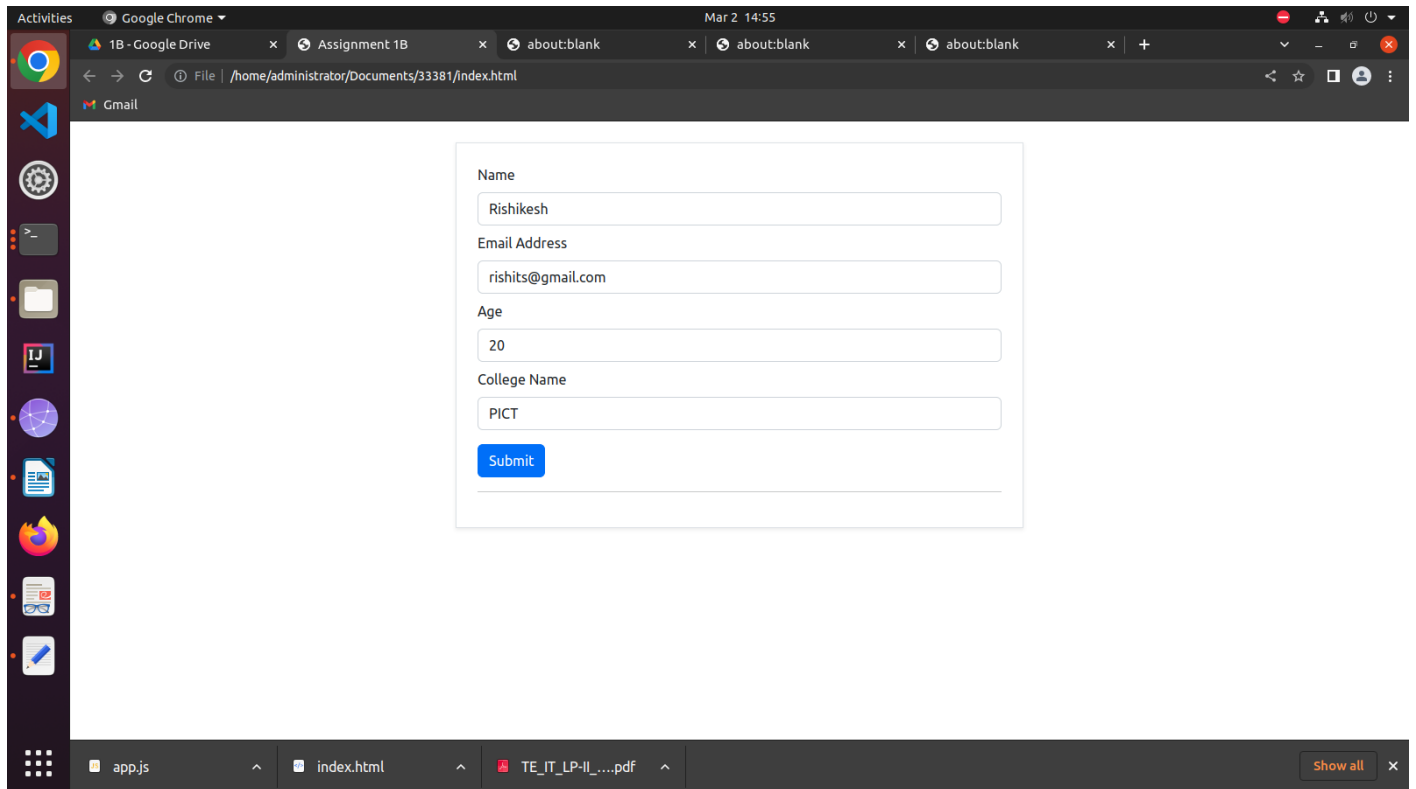 Activities Google Chrome Mar 2 14:55
1B - Google Drive Assignment 1B about:blank about:blank about:blank
File | /home/administrator/Documents/33381/index.html
Gmail
Name
Rishikesh
Email Address
rishits@gmail.com
Age
20
College Name
PICT
Submit
app.js index.html TE_IT_LP-II_....pdf Show all